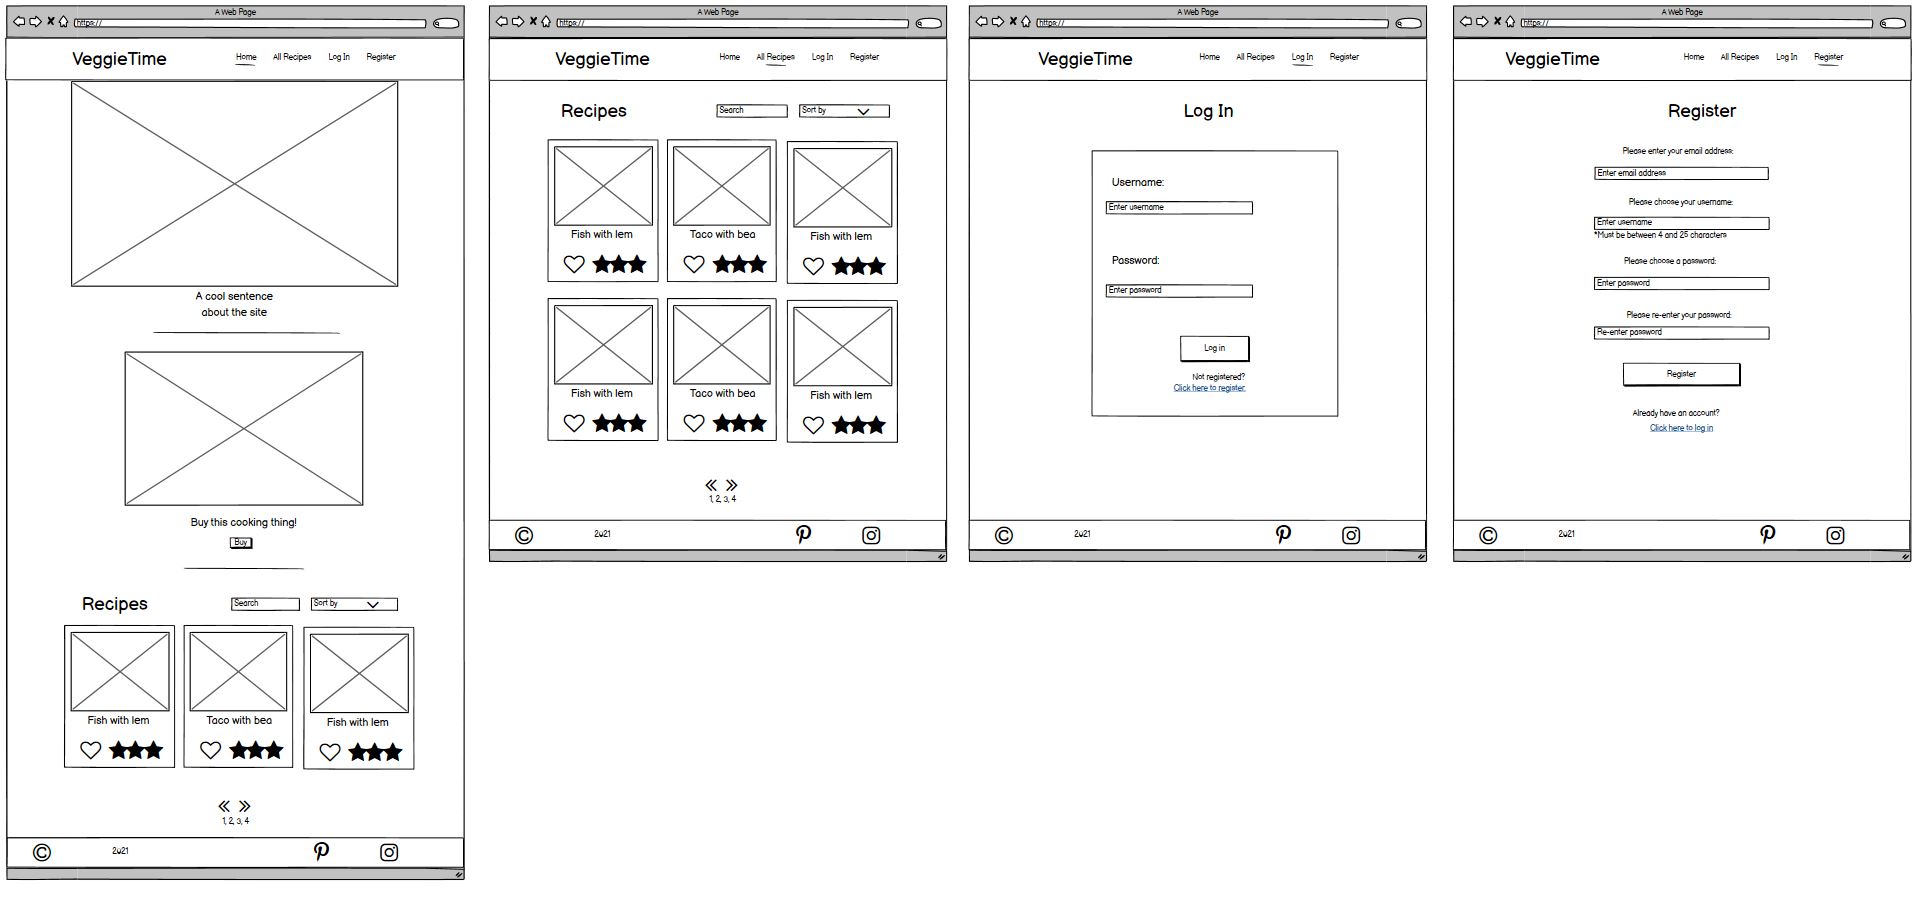 A Web Page
https://
VeggieTime
Home All Recipes Log In Register
A cool sentence
about the site
Buy this cooking thing!
Buy
Recipes
Search
Sort by
Fish with lem
Taco with bea
Fish with lem
1, 2, 3, 4
© 2021
A Web Page
https://
VeggieTime
Home All Recipes Log In Register
Recipes
Search
Sort by
Fish with lem
Taco with bea
Fish with lem
Fish with lem
Taco with bea
Fish with lem
1, 2, 3, 4
© 2021
A Web Page
https://
VeggieTime
Home All Recipes Log In Register
Log In
Username:
Enter username
Password:
Enter password
Log in
Not registered?
Click here to register.
© 2021
A Web Page
https://
VeggieTime
Home All Recipes Log In Register
Register
Please enter your email address:
Enter email address
Please choose your username:
Enter username
*Must be between 4 and 25 characters
Please choose a password:
Enter password
Please re-enter your password:
Re-enter password
Register
Already have an account?
Click here to log in
© 2021